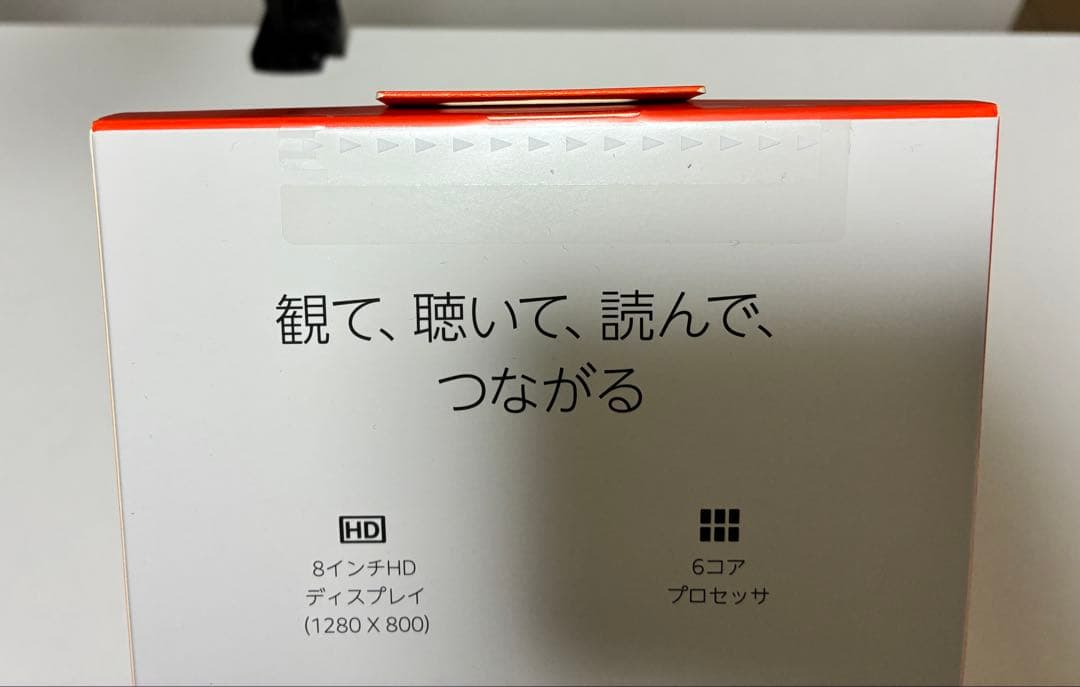 観て、聴いて、読んで、
つながる
HD
8インチHD
ディスプレイ
(1280 X 800)
6コア
プロセッサ